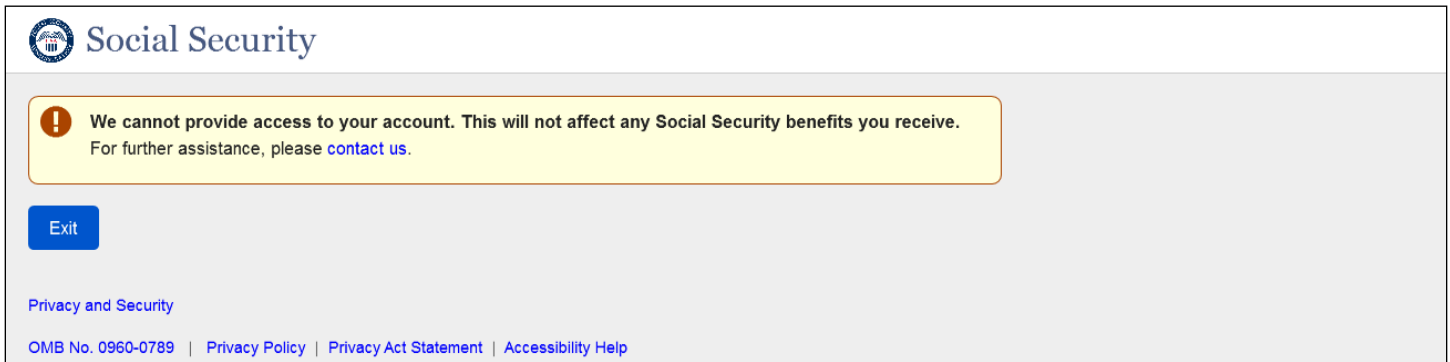 Social Security
We cannot provide access to your account. This will not affect any Social Security benefits you receive.
For further assistance, please contact us.
Exit
Privacy and Security
OMB No. 0960-0789 | Privacy Policy | Privacy Act Statement | Accessibility Help